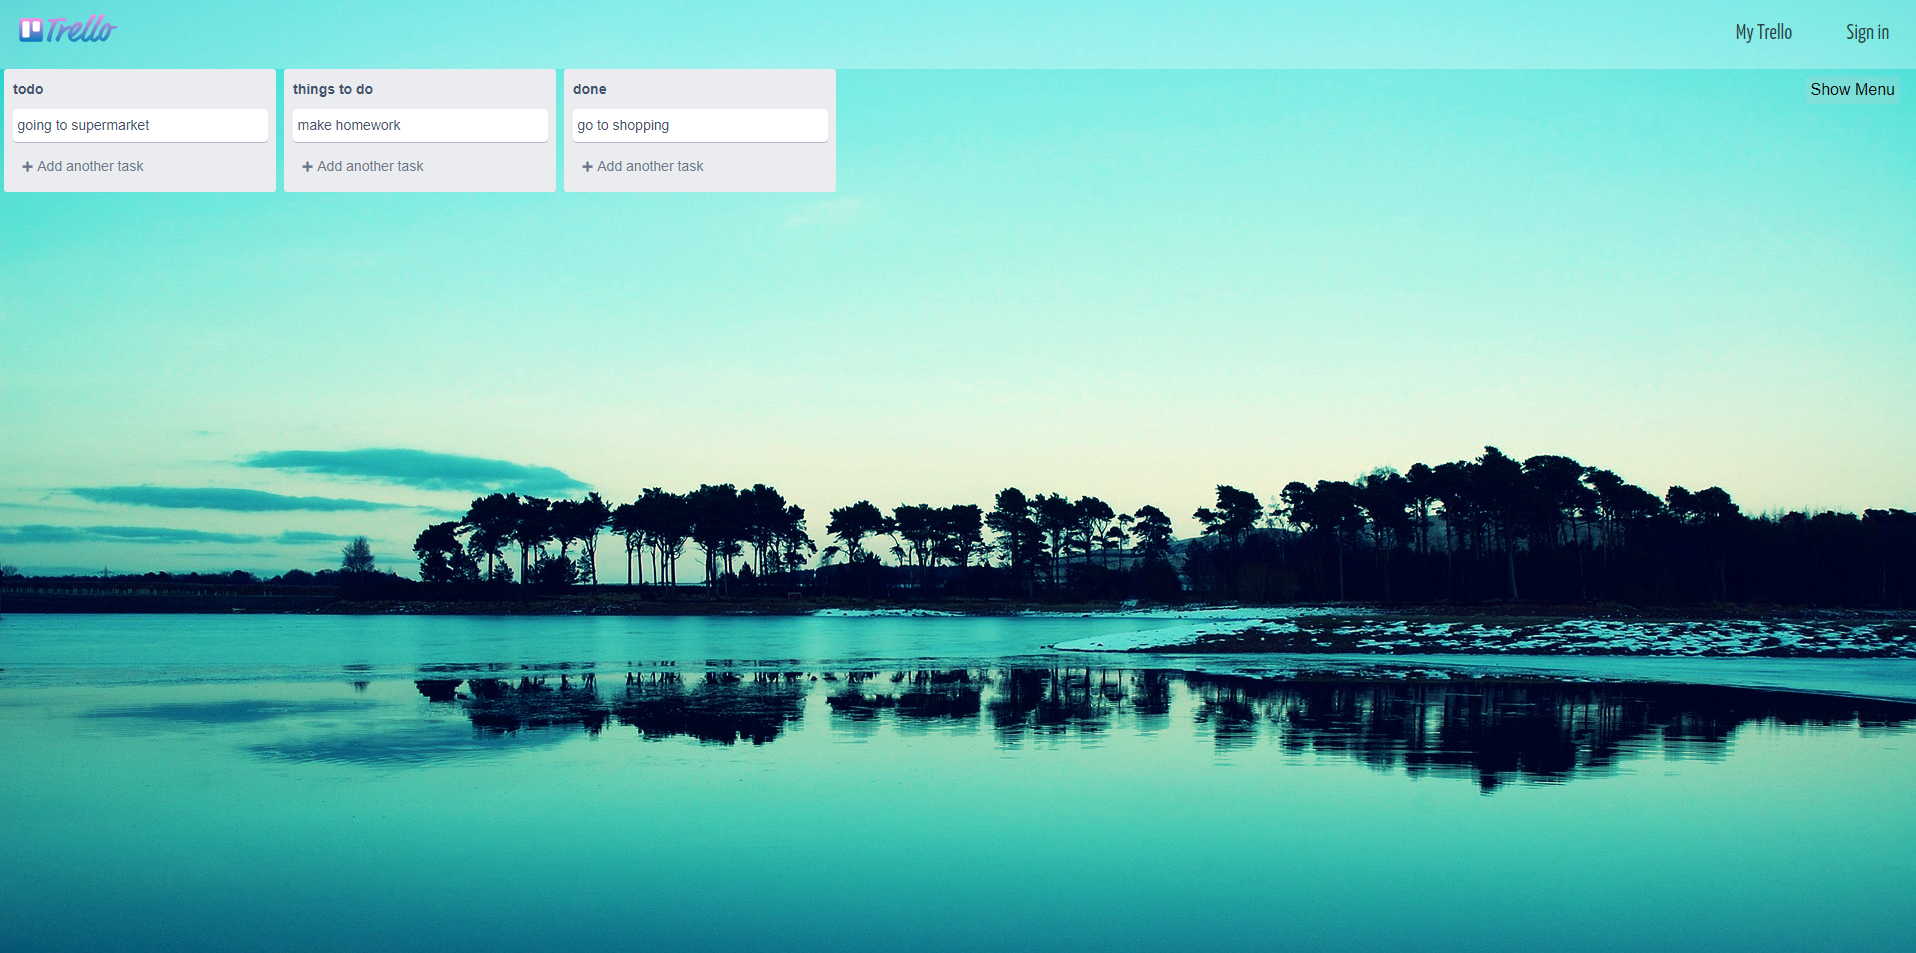 Trello
My Trello
Sign in
Show Menu
todo
going to supermarket
Add another task
things to do
make homework
Add another task
done
go to shopping
Add another task